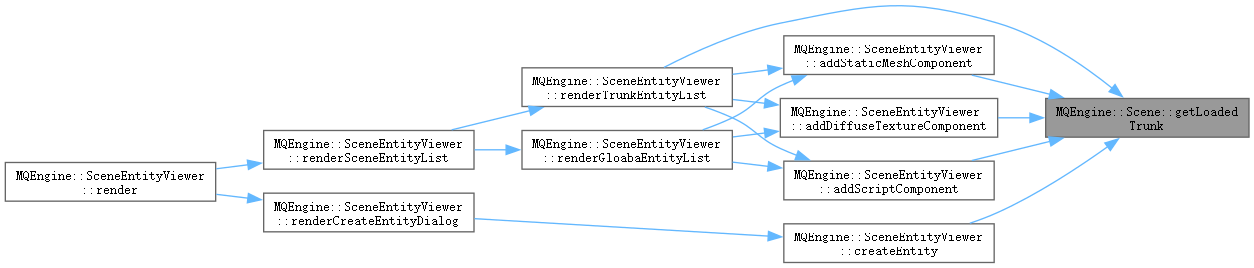 MQEngine::SceneEntityViewer
::addStaticMeshComponent
MQEngine::SceneEntityViewer
::renderTrunkEntityList
MQEngine::SceneEntityViewer
::addDiffuseTextureComponent
MQEngine::Scene::getLoaded
Trunk
MQEngine::SceneEntityViewer
::renderSceneEntityList
MQEngine::SceneEntityViewer
::renderGloabaEntityList
MQEngine::SceneEntityViewer
::render
MQEngine::SceneEntityViewer
::addScriptComponent
MQEngine::SceneEntityViewer
::renderCreateEntityDialog
MQEngine::SceneEntityViewer
::createEntity